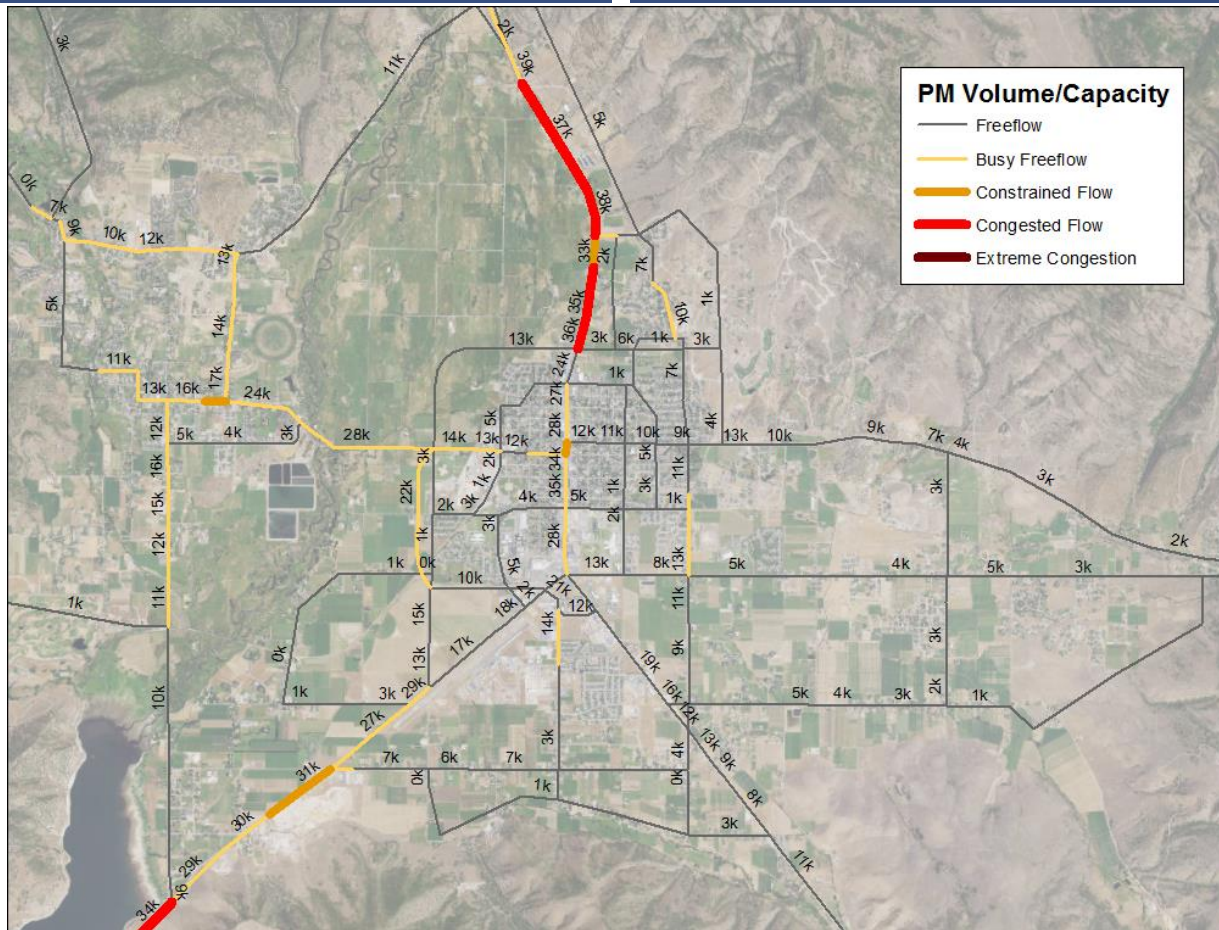 PM Volume/Capacity
Freeflow
Busy Freeflow
Constrained Flow
Congested Flow
Extreme Congestion
3k
11k
2k
39k
37k
5k
38k
0k
7k
9k
10k
12k
13k
33k
2k
7k
5k
14k
35k
36k
10k
1k
13k
3k
6k
1k
3k
11k
17k
24k
1k
7k
13k
16k
24k
27k
5k
4k
12k
5k
4k
3k
28k
28k
14k
13k
12k
12k
11k
10k
9k
13k
10k
9k
7k
4k
3k
16k
3k
2k
34k
5k
11k
3k
15k
22k
1k
35k
1k
3k
2k
3k
4k
5k
1k
12k
1k
3k
28k
2k
2k
11k
1k
0k
5k
13k
8k
13k
5k
4k
5k
3k
10k
2k
21k
1k
15k
18k
12k
11k
14k
17k
9k
3k
0k
13k
19k
10k
1k
3k
29k
16k
5k
4k
3k
2k
1k
27k
12k
3k
13k
4k
31k
7k
6k
7k
9k
0k
0k
1k
30k
8k
3k
29k
11k
9k
34k